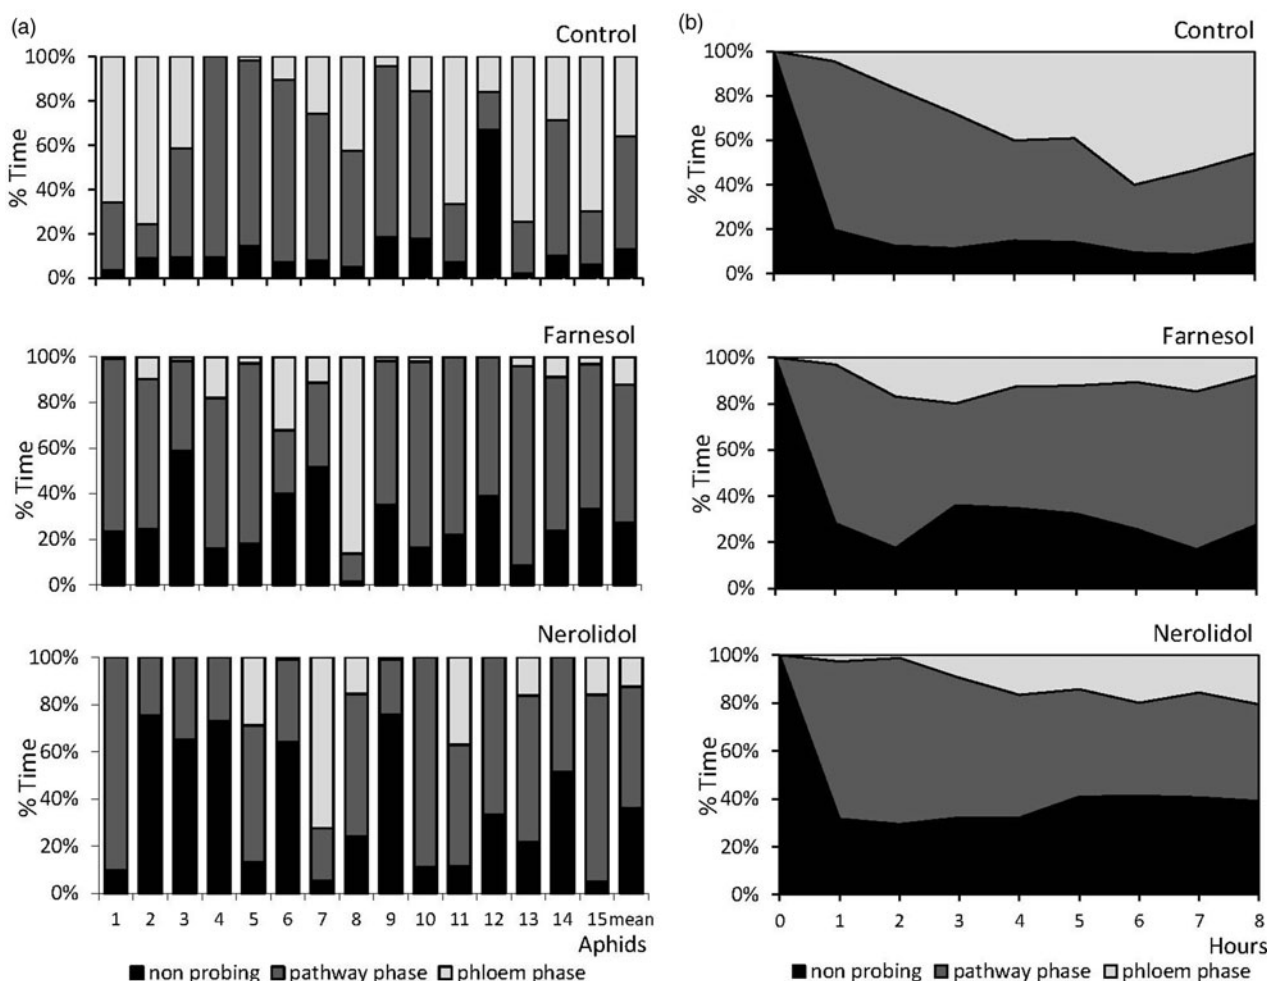 (a)
Control
% Time
100%
80%
60%
40%
20%
0%
Farnesol
% Time
100%
80%
60%
40%
20%
0%
Nerolidol
% Time
100%
80%
60%
40%
20%
0%
1 2 3 4 5 6 7 8 9 10 11 12 13 14 15 mean
Aphids
non probing pathway phase phloem phase
(b)
Control
% Time
100%
80%
60%
40%
20%
0%
Farnesol
% Time
100%
80%
60%
40%
20%
0%
Nerolidol
% Time
100%
80%
60%
40%
20%
0%
0 1 2 3 4 5 6 7 8
Hours
non probing pathway phase phloem phase